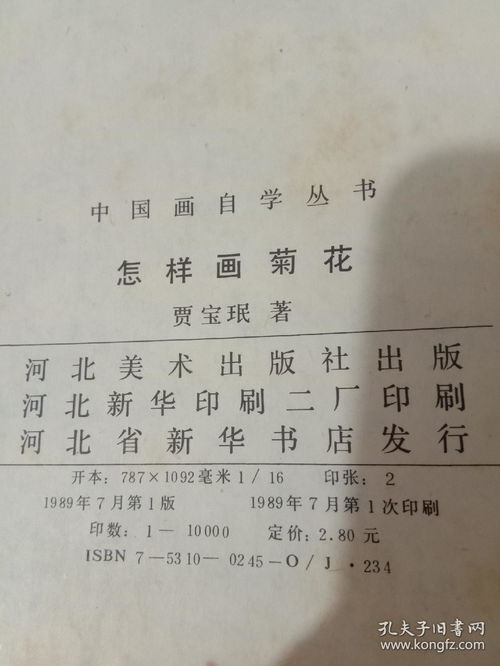 中国画自学丛书
怎样画菊花
贾宝珉 著
河北美术出版社出版
河北新华印刷二厂印刷
河北省新华书店发行
开本：787×1092毫米 1/16 印张：2
1989年7月第1版 1989年7月第1次印刷
印数：1—10000 定价：2.80元
ISBN 7—5310—0245—O/J·234
孔夫子旧书网
www.kongfz.com